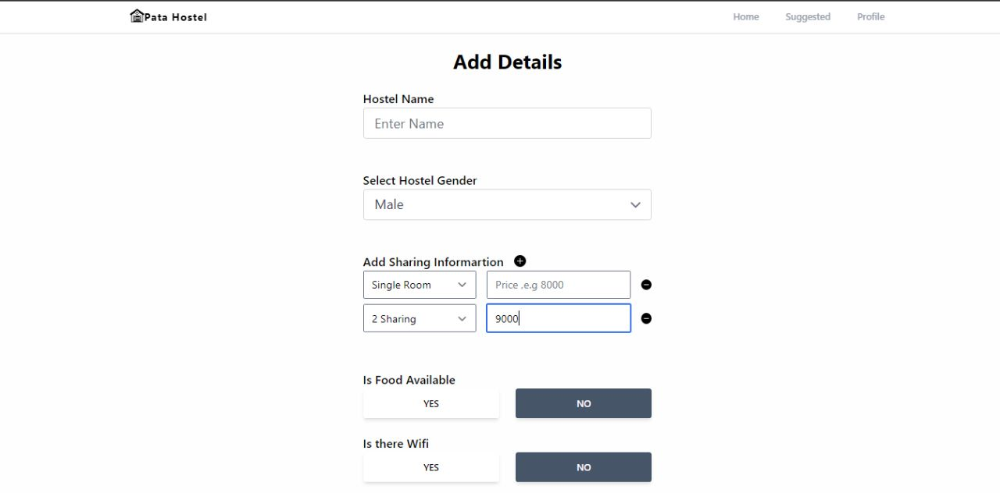 Pata Hostel Home Suggested Profile
Add Details
Hostel Name
Enter Name
Select Hostel Gender
Male
Add Sharing Informartion
Single Room Price ,e.g 8000
2 Sharing 9000
Is Food Available
YES NO
Is there Wifi
YES NO